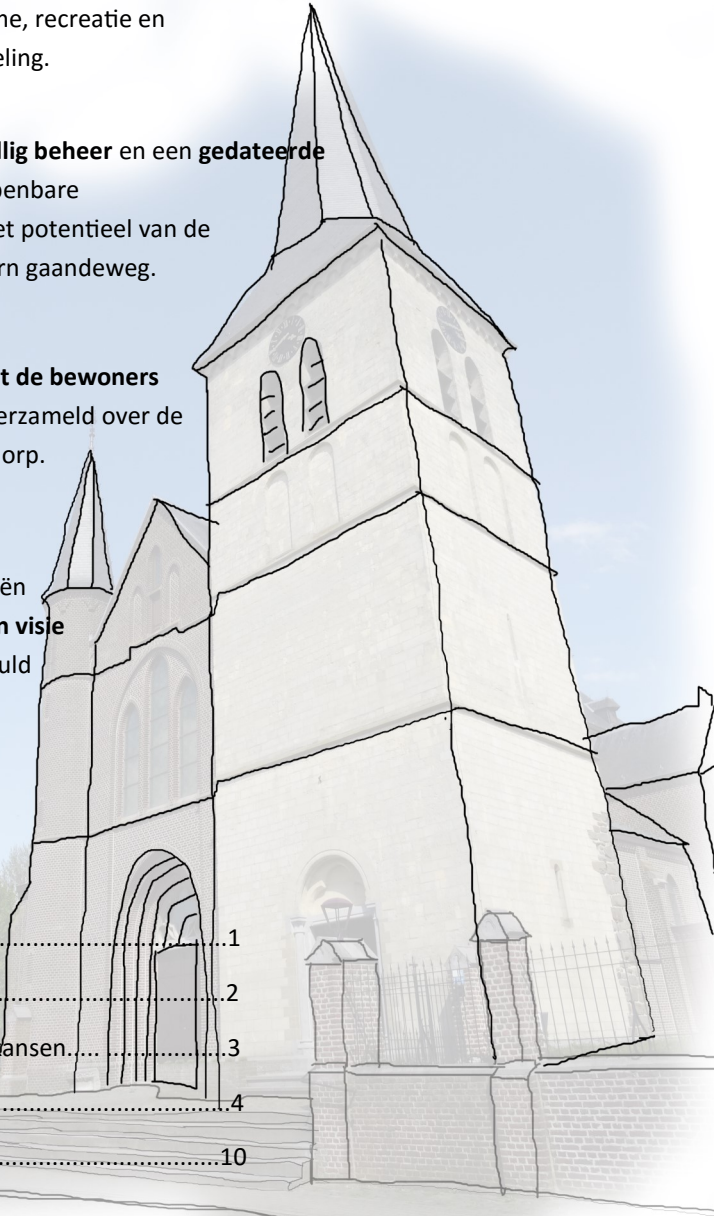 ne, recreatie en
eling.
llig beheer en een gedateerde
penbare
et potentieel van de
rn gaandeweg.
t de bewoners
erzameld over de
orp.
ën
n visie
uld
..............................1
..............................2
ansen..... ...................3
..............................4
..............................10